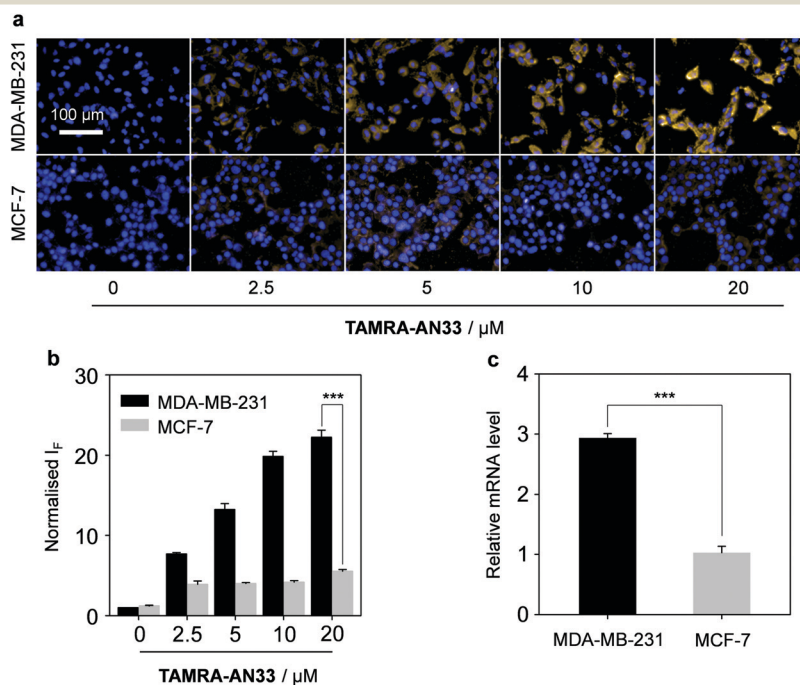 a
MDA-MB-231
100 μm
MCF-7
0 2.5 5 10 20
TAMRA-AN33 / μM
b
30
20
10
0
Normalised I_F
MDA-MB-231
MCF-7
***
0 2.5 5 10 20
TAMRA-AN33 / μM
c
4
3
2
1
0
Relative mRNA level
***
MDA-MB-231 MCF-7